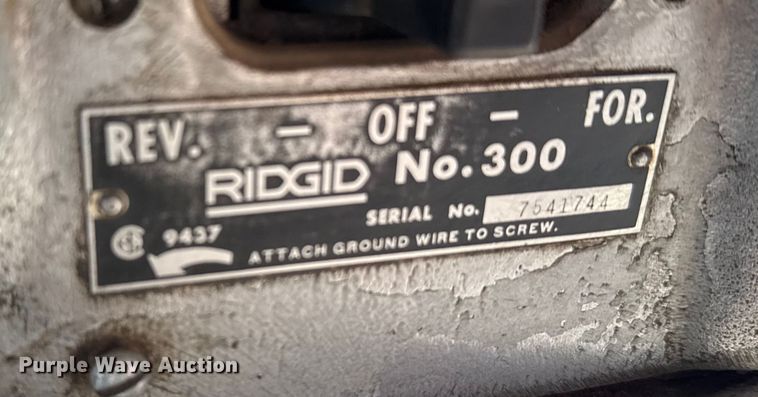 REV. – OFF – FOR.
RIDGID No. 300
SERIAL No. 7541744
9437
ATTACH GROUND WIRE TO SCREW.
Purple Wave Auction